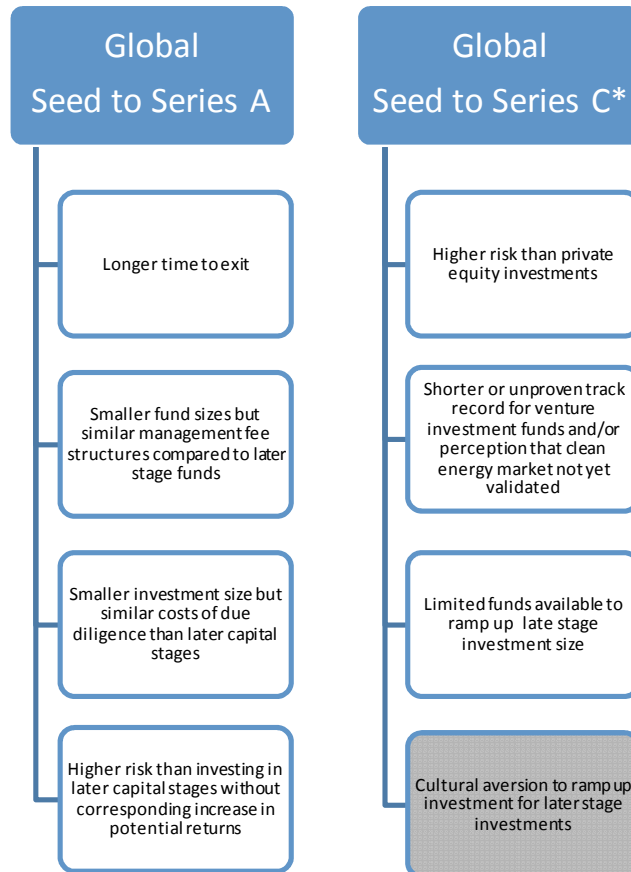 Global
Seed to Series A
Longer time to exit
Smaller fund sizes but
similar management fee
structures compared to later
stage funds
Smaller investment size but
similar costs of due
diligence than later capital
stages
Higher risk than investing in
later capital stages without
corresponding increase in
potential returns
Global
Seed to Series C*
Higher risk than private
equity investments
Shorter or unproven track
record for venture
investment funds and/or
perception that clean
energy market not yet
validated
Limited funds available to
ramp up late stage
investment size
Cultural aversion to ramp up
investment for later stage
investments